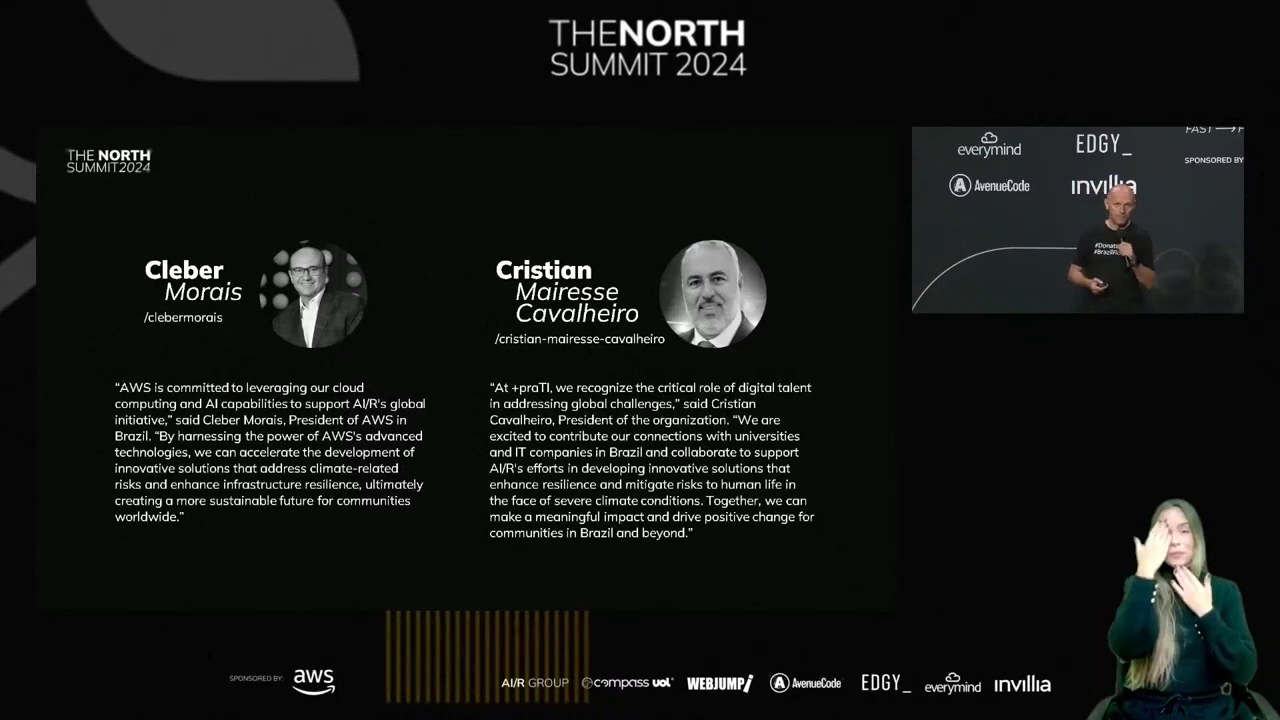 THE NORTH
SUMMIT 2024
THE NORTH
SUMMIT2024
everymind
EDGY_
FAST
SPONSORED BY
AvenueCode
invillia
Cleber
Morais
/clebermorais
Cristian
Mairesse
Cavalheiro
/cristian-mairesse-cavalheiro
“AWS is committed to leveraging our cloud
computing and AI capabilities to support AI/R's global
initiative,” said Cleber Morais, President of AWS in
Brazil. “By harnessing the power of AWS's advanced
technologies, we can accelerate the development of
innovative solutions that address climate-related
risks and enhance infrastructure resilience, ultimately
creating a more sustainable future for communities
worldwide.”
“At +praTI, we recognize the critical role of digital talent
in addressing global challenges,” said Cristian
Cavalheiro, President of the organization. “We are
excited to contribute our connections with universities
and IT companies in Brazil and collaborate to support
AI/R's efforts in developing innovative solutions that
enhance resilience and mitigate risks to human life in
the face of severe climate conditions. Together, we can
make a meaningful impact and drive positive change for
communities in Brazil and beyond.”
SPONSORED BY:
aws
AI/R GROUP
compass uol
WEBJUMP
AvenueCode
EDGY_
everymind
invillia